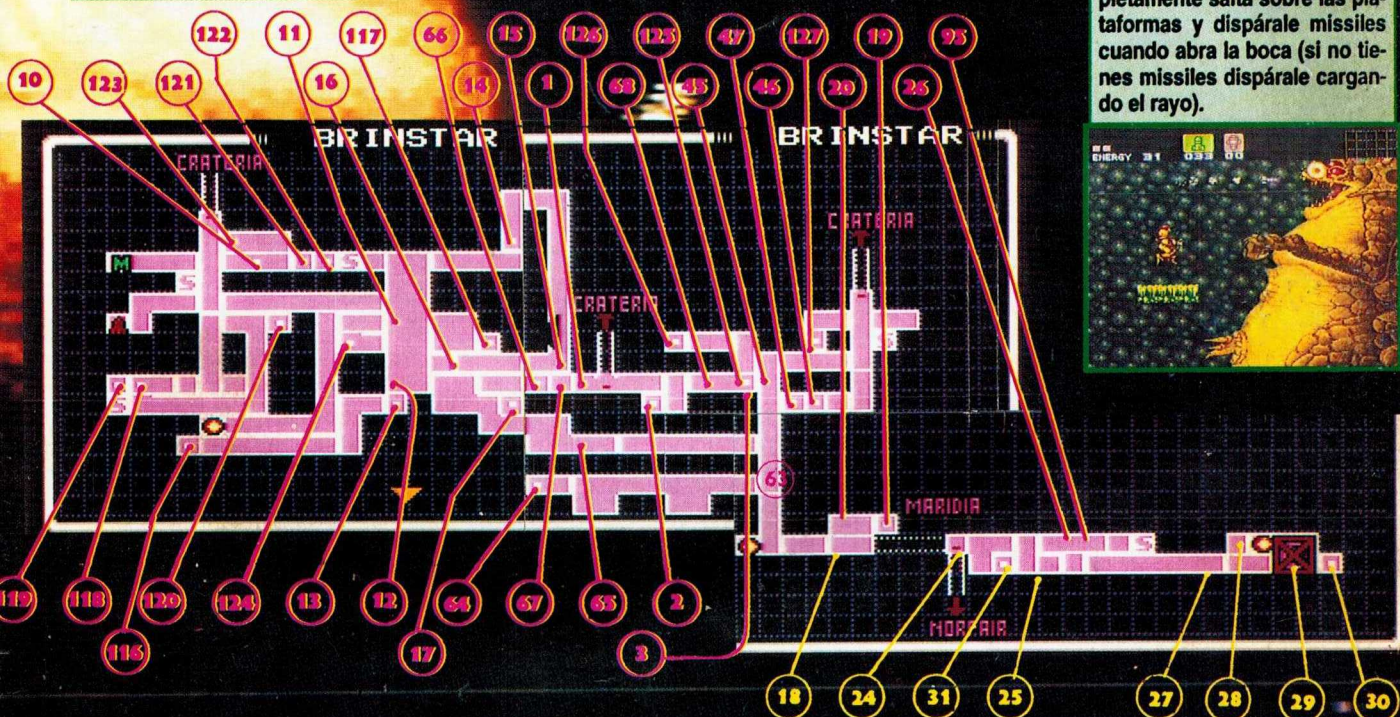 pletamente salta sobre las pla-
taformas y dispárale missiles
cuando abra la boca (si no tie-
nes missiles dispárale cargan-
do el rayo).
122 11 117 66 15 126 125 47 127 19 95
10 123 121 16 14 1 68 45 46 20 26
BRINSTAR BRINSTAR
ENERGY 31 033 00
CRATERIA
CRATERIA
M S
S
CRATERIA
S
S
S
63
MARIDIA
S
NORFAIR
119 118 120 124 13 12 64 67 65 2
116 17 3
18 24 31 25 27 28 29 30